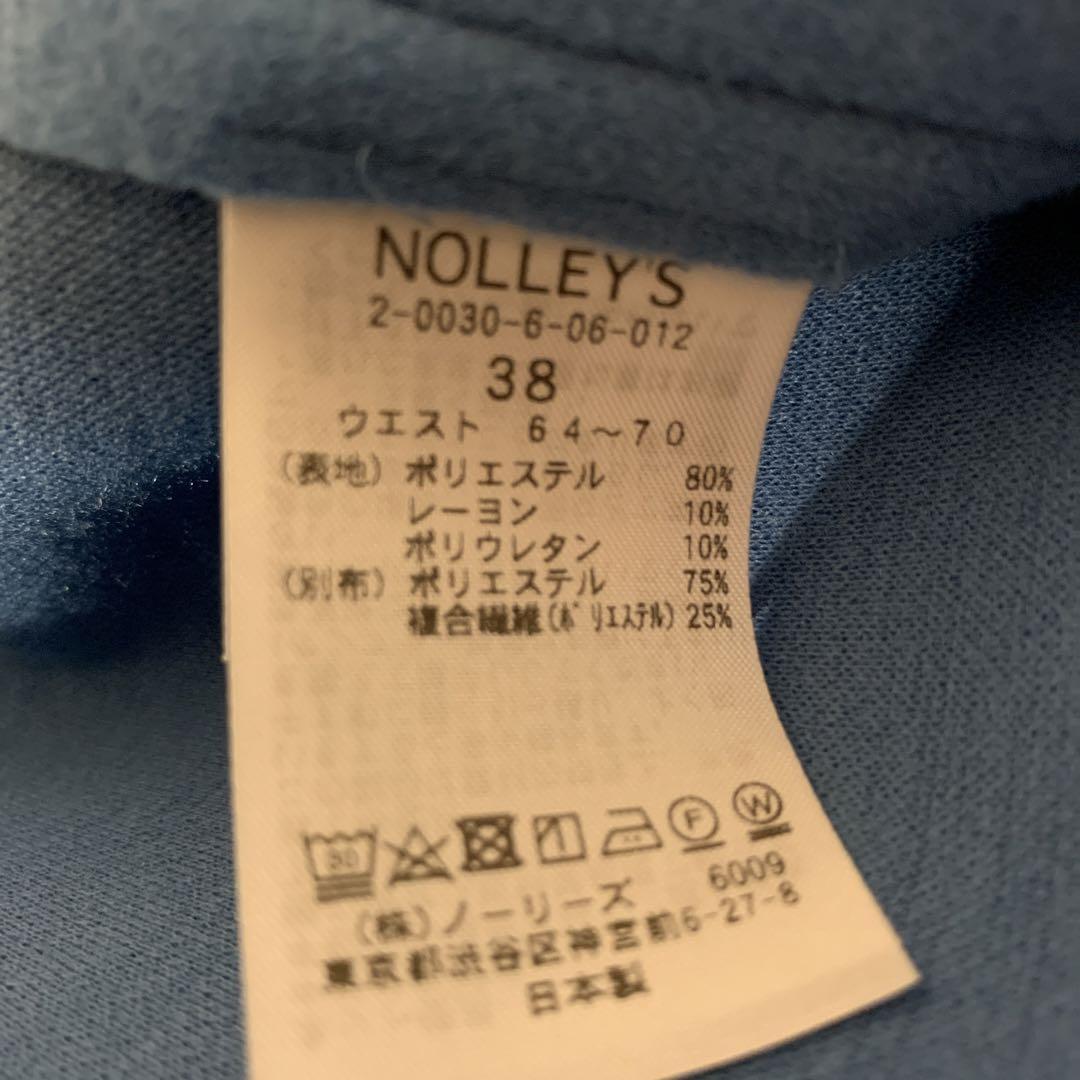 NOLLEY'S
2-0030-6-06-012
38
ウエスト 64～70
(表地) ポリエステル 80%
レーヨン 10%
ポリウレタン 10%
(別布) ポリエステル 75%
複合繊維(ﾎﾟﾘｴｽﾃﾙ) 25%
30 F W
(株)ノーリーズ 6009
東京都渋谷区神宮前6-27-8
日本製